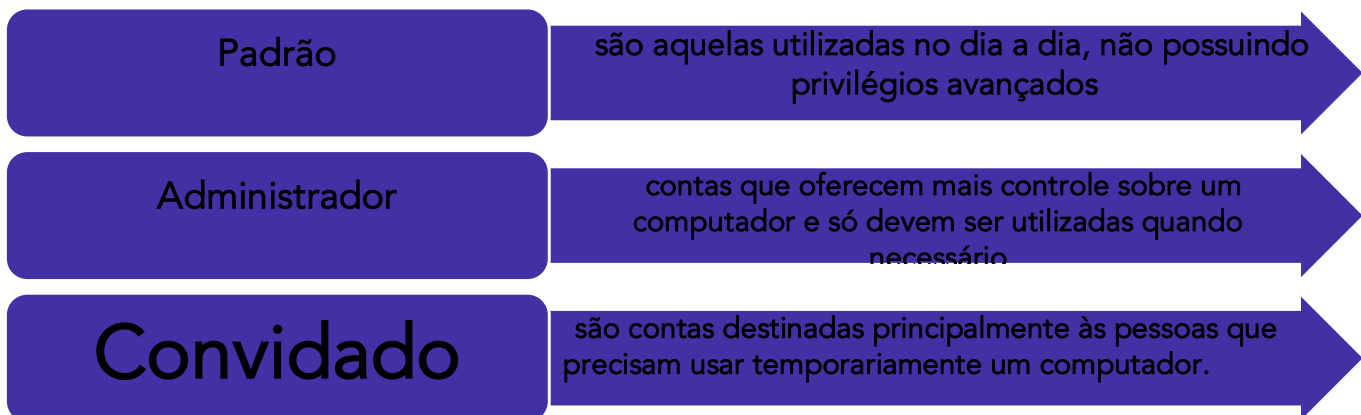 Padrão
são aquelas utilizadas no dia a dia, não possuindo
privilégios avançados
Administrador
contas que oferecem mais controle sobre um
computador e só devem ser utilizadas quando
necessário
Convidado
são contas destinadas principalmente às pessoas que
precisam usar temporariamente um computador.